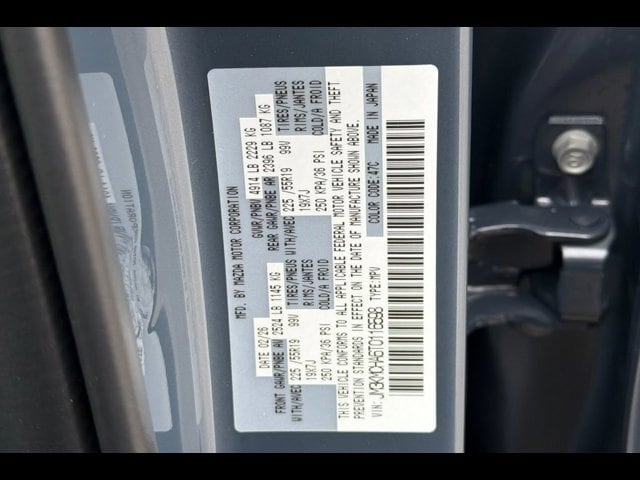 MFD. BY MAZDA MOTOR CORPORATION
DATE 02/26 GVWR/PNBV 4914 LB 2229 KG
FRONT GAWR/PNBE AV 2524 LB 1145 KG REAR GAWR/PNBE AR 2396 LB 1087 KG
WITH/AVEC 225 /55R19 99V TIRES/PNEUS WITH/AVEC 225 /55R19 99V TIRES/PNEUS
19X7J RIMS/JANTES 19X7J RIMS/JANTES
250 KPA/36 PSI COLD/A FROID 250 KPA/36 PSI COLD/A FROID
THIS VEHICLE CONFORMS TO ALL APPLICABLE FEDERAL MOTOR VEHICLE SAFETY AND THEFT
PREVENTION STANDARDS IN EFFECT ON THE DATE OF MANUFACTURE SHOWN ABOVE.
VIN: TYPE: MPV COLOR CODE: 47C MADE IN JAPAN